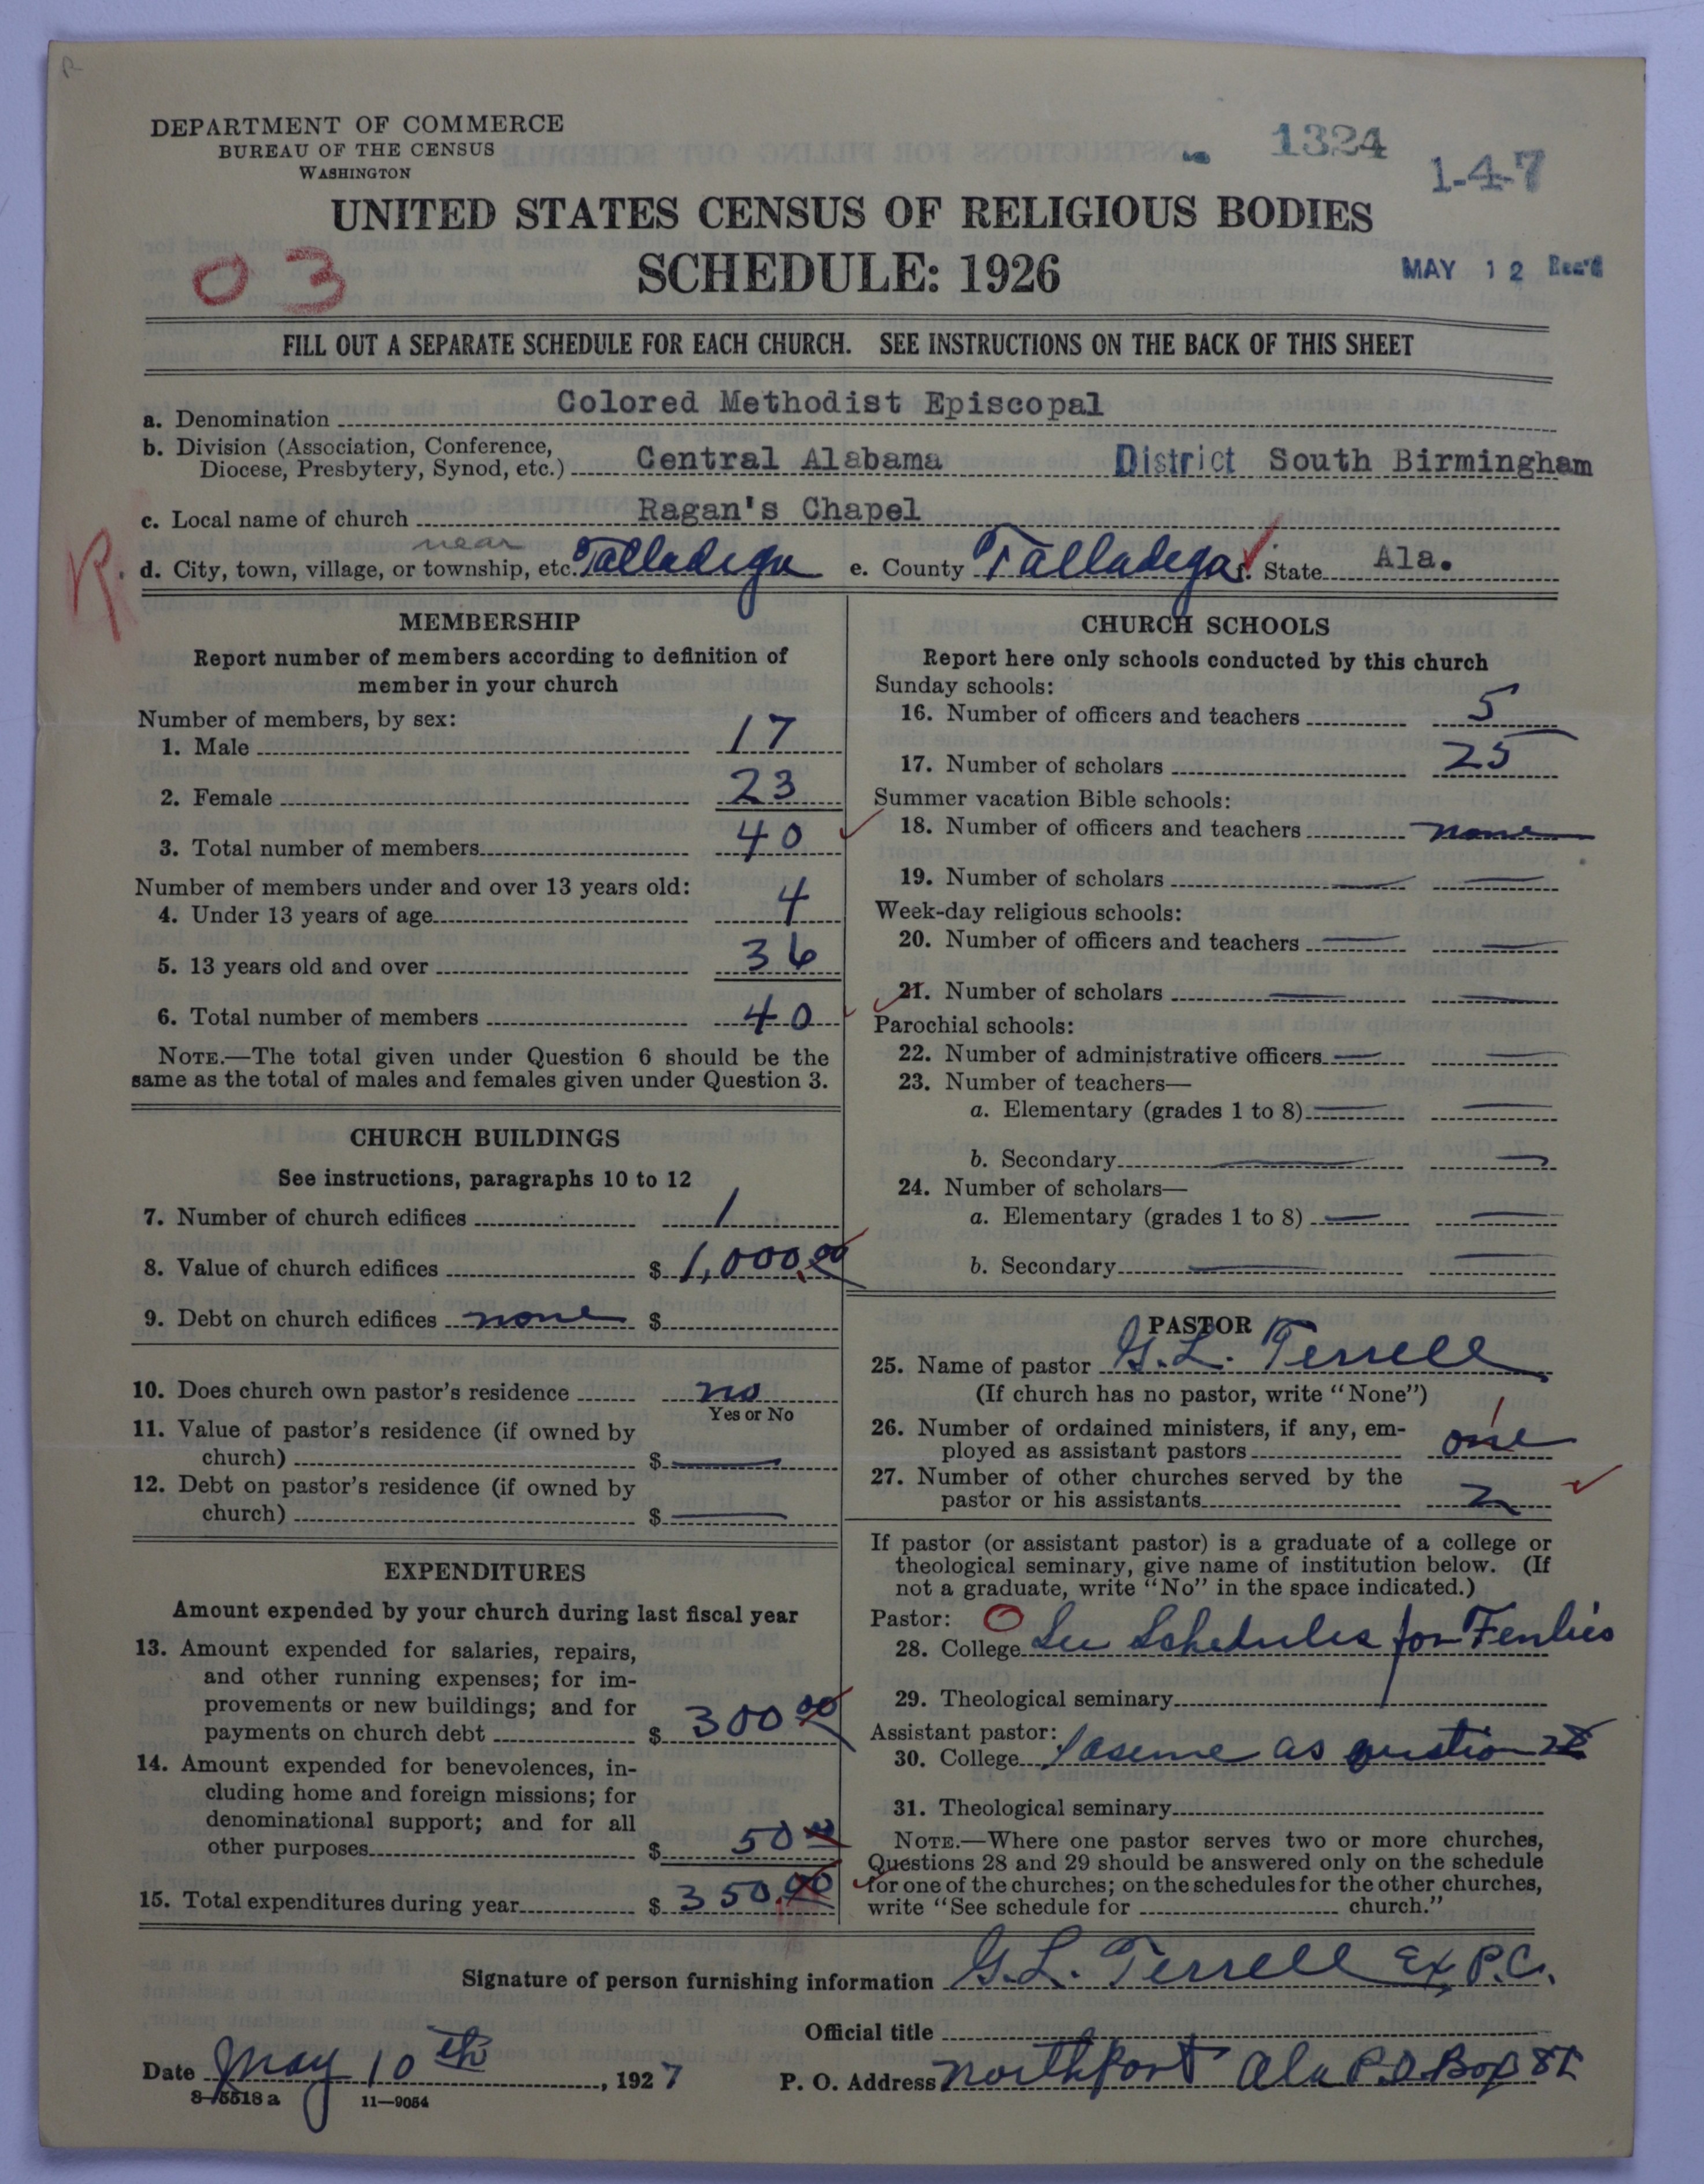 DEPARTMENT OF COMMERCE
BUREAU OF THE CENSUS
WASHINGTON
1324
1-4-7
UNITED STATES CENSUS OF RELIGIOUS BODIES
03
SCHEDULE: 1926
MAY 12 Rec'd
FILL OUT A SEPARATE SCHEDULE FOR EACH CHURCH. SEE INSTRUCTIONS ON THE BACK OF THIS SHEET
a. Denomination Colored Methodist Episcopal
b. Division (Association, Conference,
Diocese, Presbytery, Synod, etc.) Central Alabama District South Birmingham
c. Local name of church Ragan's Chapel
R. near
d. City, town, village, or township, etc. Talladega e. County Talladega f. State Ala.
MEMBERSHIP
Report number of members according to definition of
member in your church
Number of members, by sex:
1. Male 17
2. Female 23
3. Total number of members 40
Number of members under and over 13 years old:
4. Under 13 years of age 4
5. 13 years old and over 36
6. Total number of members 40
NOTE.—The total given under Question 6 should be the
same as the total of males and females given under Question 3.
CHURCH BUILDINGS
See instructions, paragraphs 10 to 12
7. Number of church edifices 1
8. Value of church edifices $ 1,000.00
9. Debt on church edifices none $
10. Does church own pastor's residence no
Yes or No
11. Value of pastor's residence (if owned by
church) $ —
12. Debt on pastor's residence (if owned by
church) $ —
EXPENDITURES
Amount expended by your church during last fiscal year
13. Amount expended for salaries, repairs,
and other running expenses; for im-
provements or new buildings; and for
payments on church debt $ 300 00
14. Amount expended for benevolences, in-
cluding home and foreign missions; for
denominational support; and for all
other purposes $ 50 00
15. Total expenditures during year $ 350.00
CHURCH SCHOOLS
Report here only schools conducted by this church
Sunday schools:
16. Number of officers and teachers 5
17. Number of scholars 25
Summer vacation Bible schools:
18. Number of officers and teachers none
19. Number of scholars — —
Week-day religious schools:
20. Number of officers and teachers — —
21. Number of scholars — —
Parochial schools:
22. Number of administrative officers — —
23. Number of teachers—
a. Elementary (grades 1 to 8) — —
b. Secondary — —
24. Number of scholars—
a. Elementary (grades 1 to 8) — —
b. Secondary — —
PASTOR
25. Name of pastor G. L. Terrell
(If church has no pastor, write "None")
1
26. Number of ordained ministers, if any, em-
ployed as assistant pastors one
27. Number of other churches served by the
pastor or his assistants 2
If pastor (or assistant pastor) is a graduate of a college or
theological seminary, give name of institution below. (If
not a graduate, write "No" in the space indicated.)
Pastor: O
28. College See Schedules for
29. Theological seminary
Assistant pastor:
30. College as question 28
31. Theological seminary
NOTE.—Where one pastor serves two or more churches,
Questions 28 and 29 should be answered only on the schedule
for one of the churches; on the schedules for the other churches,
write "See schedule for church."
Signature of person furnishing information G. L. Terrell Ex P.C.
Official title
Date May 10th, 1927
P. O. Address Northport Ala P.O Box
8-5518 a 11—9054